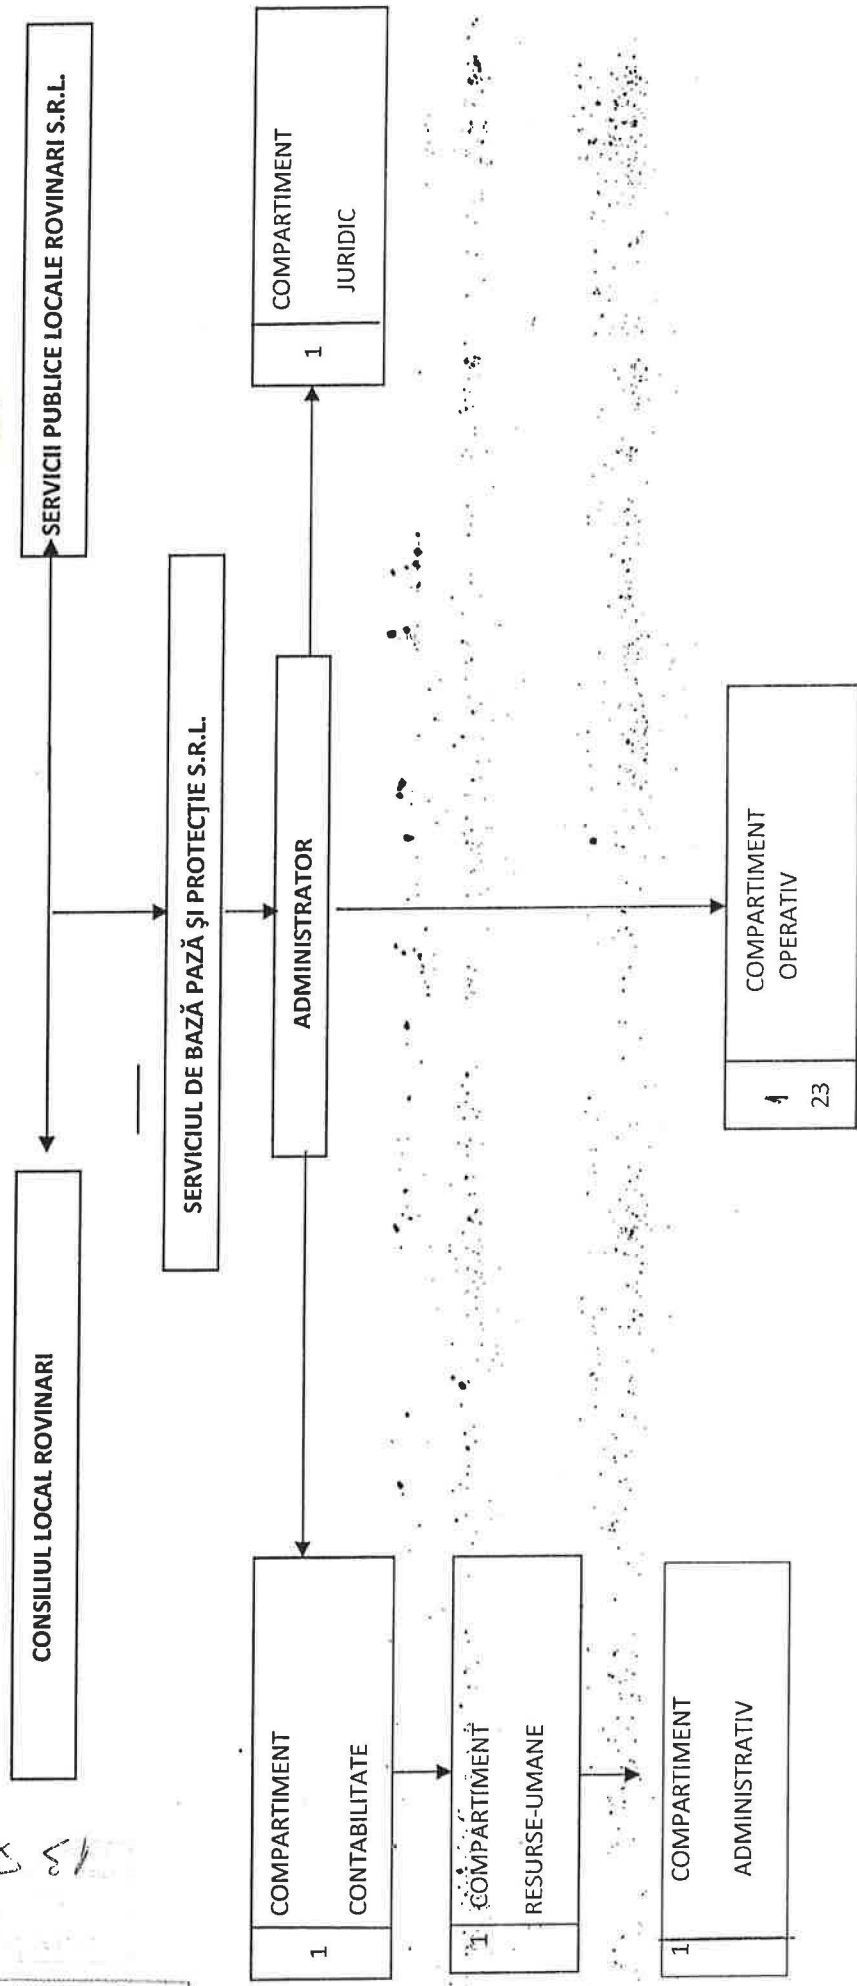 CONSILIUL LOCAL ROVINARI
SERVICII PUBLICE LOCALE ROVINARI S.R.L.
SERVICIUL DE BAZĂ PAZĂ ŞI PROTECŢIE S.R.L.
ADMINISTRATOR
1
COMPARTIMENT
CONTABILITATE
1
COMPARTIMENT
JURIDIC
1
COMPARTIMENT
RESURSE-UMANE
1
COMPARTIMENT
ADMINISTRATIV
1
23
COMPARTIMENT
OPERATIV